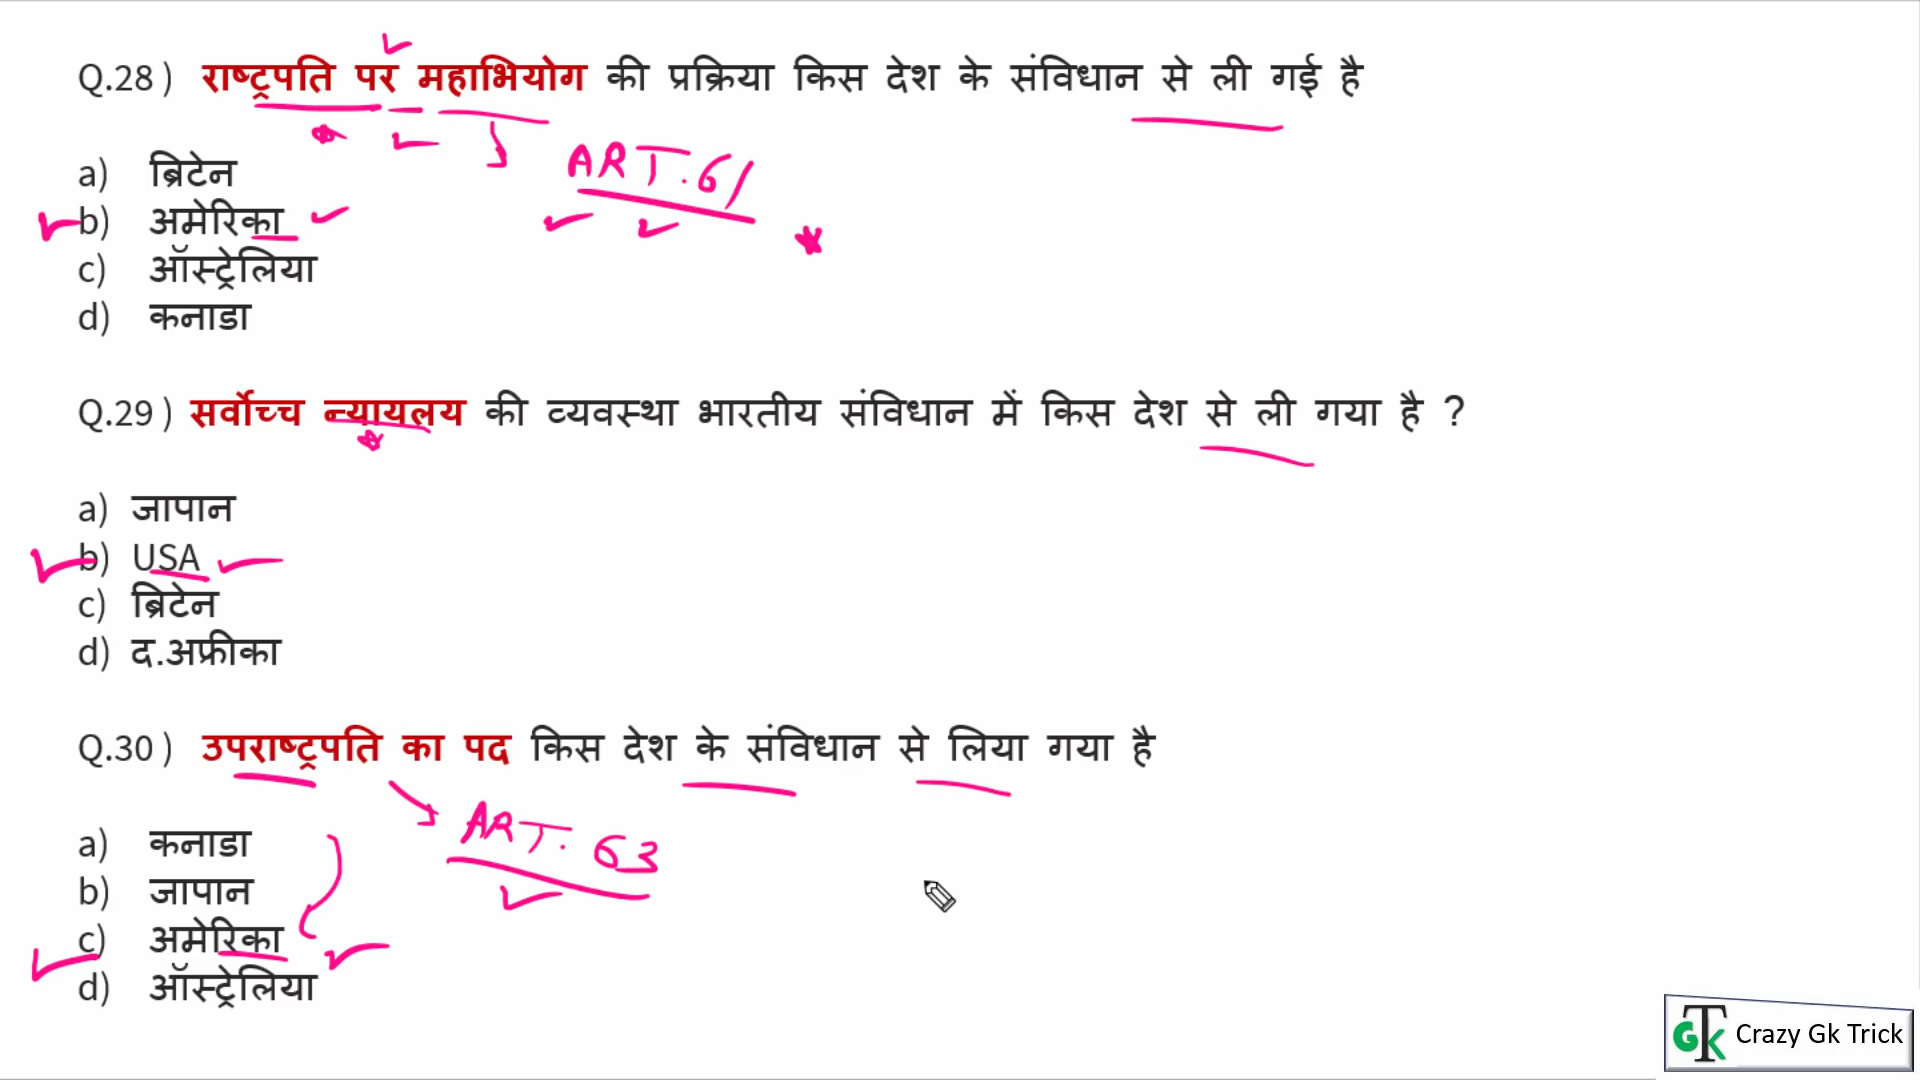 Q.28 ) राष्ट्रपति पर महाभियोग की प्रक्रिया किस देश के संविधान से ली गई है
ART.61
a) ब्रिटेन
b) अमेरिका
c) ऑस्ट्रेलिया
d) कनाडा
Q.29 ) सर्वोच्च न्यायलय की व्यवस्था भारतीय संविधान में किस देश से ली गया है ?
a) जापान
b) USA
c) ब्रिटेन
d) द.अफ्रीका
Q.30 ) उपराष्ट्रपति का पद किस देश के संविधान से लिया गया है
ART. 63
a) कनाडा
b) जापान
c) अमेरिका
d) ऑस्ट्रेलिया
GTK Crazy Gk Trick